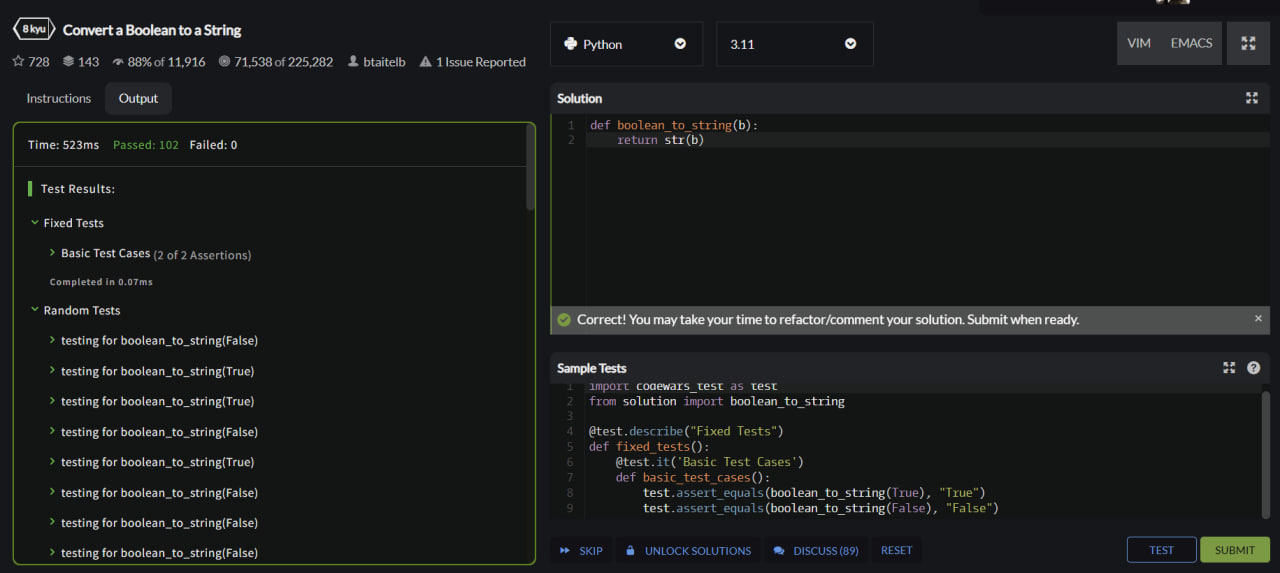 8 kyu Convert a Boolean to a String
728 143 88% of 11,916 71,538 of 225,282 btaitelb 1 Issue Reported
Instructions Output
Time: 523ms Passed: 102 Failed: 0
Test Results:
Fixed Tests
Basic Test Cases (2 of 2 Assertions)
Completed in 0.07ms
Random Tests
testing for boolean_to_string(False)
testing for boolean_to_string(True)
testing for boolean_to_string(True)
testing for boolean_to_string(False)
testing for boolean_to_string(True)
testing for boolean_to_string(False)
testing for boolean_to_string(False)
testing for boolean_to_string(False)
Python 3.11 VIM EMACS
Solution
1 def boolean_to_string(b):
2 return str(b)
Correct! You may take your time to refactor/comment your solution. Submit when ready. ×
Sample Tests ?
1 import codewars_test as test
2 from solution import boolean_to_string
3
4 @test.describe("Fixed Tests")
5 def fixed_tests():
6 @test.it('Basic Test Cases')
7 def basic_test_cases():
8 test.assert_equals(boolean_to_string(True), "True")
9 test.assert_equals(boolean_to_string(False), "False")
SKIP UNLOCK SOLUTIONS DISCUSS (89) RESET TEST SUBMIT